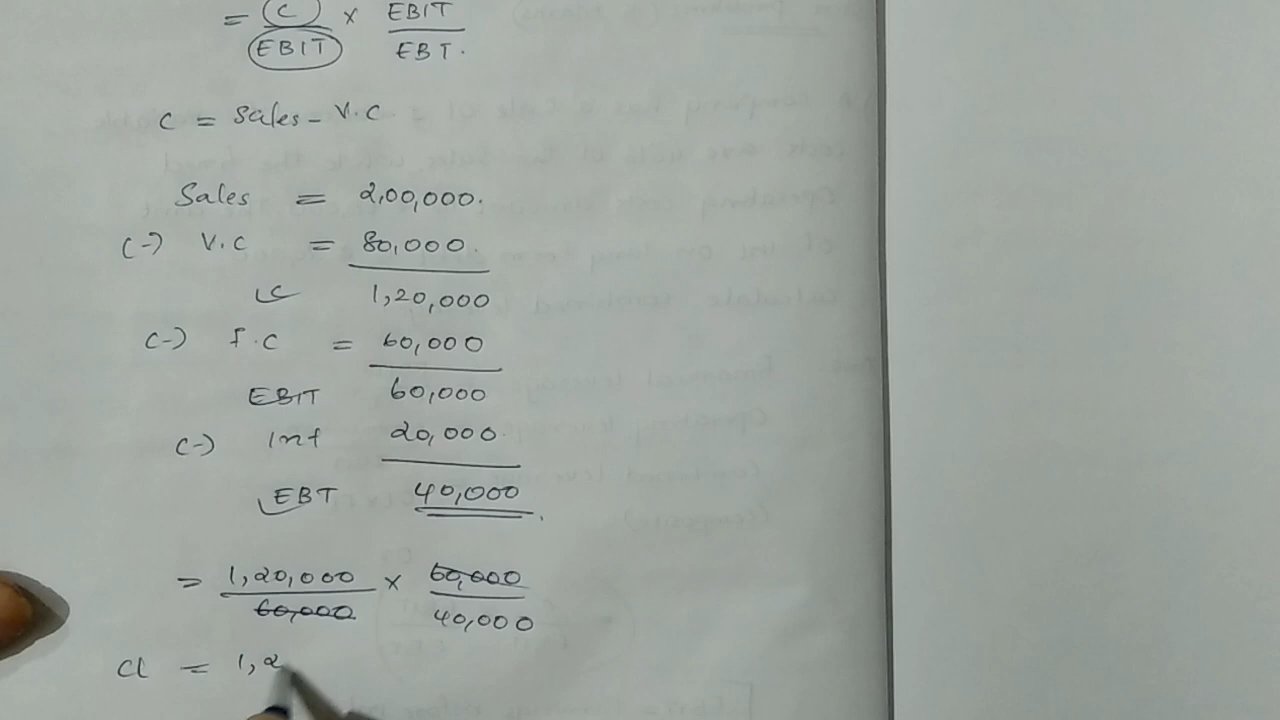 = C/EBIT × EBIT/EBT.
C = Sales - V.C
Sales = 2,00,000.
(-) V.C = 80,000.
C 1,20,000
(-) F.C = 60,000
EBIT 60,000
(-) Int 20,000.
EBT 40,000.
= 1,20,000/60,000 × 60,000/40,000
CL = 1,2